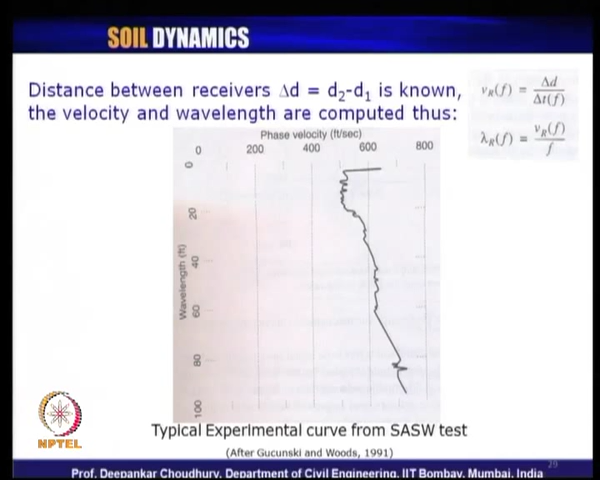 SOIL DYNAMICS
Distance between receivers Δd = d₂-d₁ is known,
the velocity and wavelength are computed thus:
v_R(f) = Δd / Δt(f)
λ_R(f) = v_R(f) / f
Phase velocity (ft/sec)
0 200 400 600 800
Wavelength (ft)
0
20
40
60
80
100
NPTEL
Typical Experimental curve from SASW test
(After Gucunski and Woods, 1991)
29
Prof. Deepankar Choudhury, Department of Civil Engineering, IIT Bombay, Mumbai, India